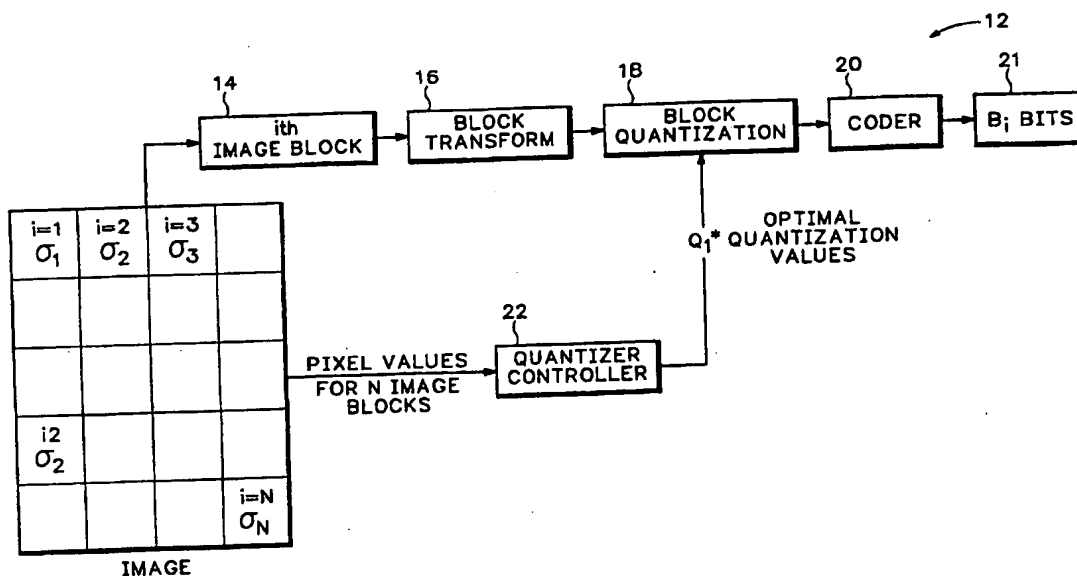 12
14
16
18
20
21
ith
IMAGE BLOCK
BLOCK
TRANSFORM
BLOCK
QUANTIZATION
CODER
Bi BITS
i=1
σ1
i=2
σ2
i=3
σ3
OPTIMAL
Q1* QUANTIZATION
VALUES
22
PIXEL VALUES
FOR N IMAGE
BLOCKS
QUANTIZER
CONTROLLER
i2
σ2
i=N
σN
IMAGE